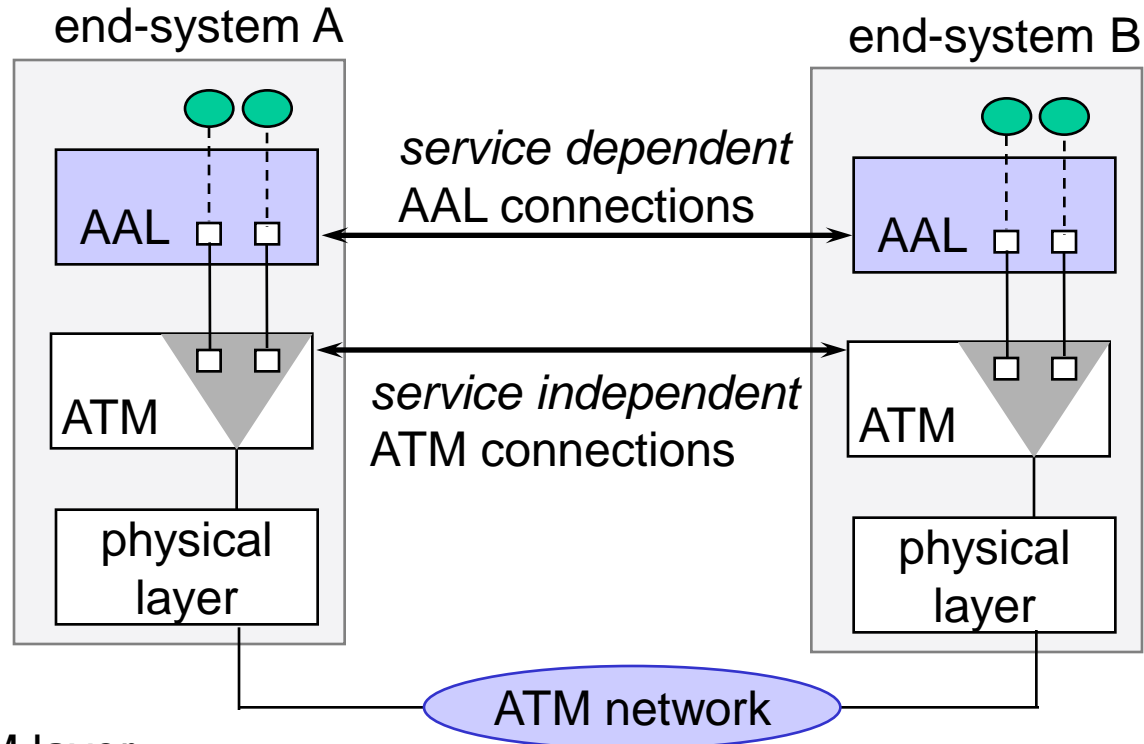 end-system A
end-system B
service dependent
AAL connections
AAL
AAL
service independent
ATM connections
ATM
ATM
physical
layer
physical
layer
ATM network
layer